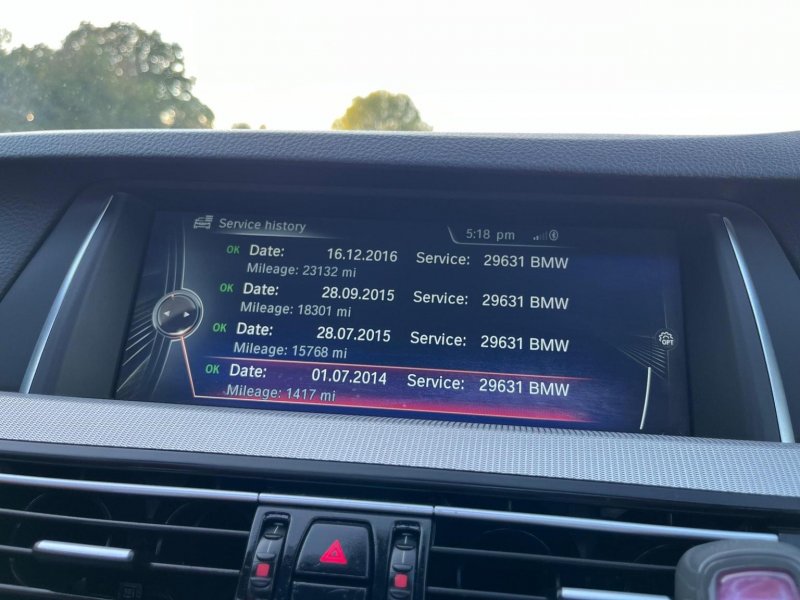 Service history 5:18 pm
OK Date: 16.12.2016 Service: 29631 BMW
Mileage: 23132 mi
OK Date: 28.09.2015 Service: 29631 BMW
Mileage: 18301 mi
OK Date: 28.07.2015 Service: 29631 BMW
Mileage: 15768 mi
OK Date: 01.07.2014 Service: 29631 BMW
Mileage: 1417 mi
OPT